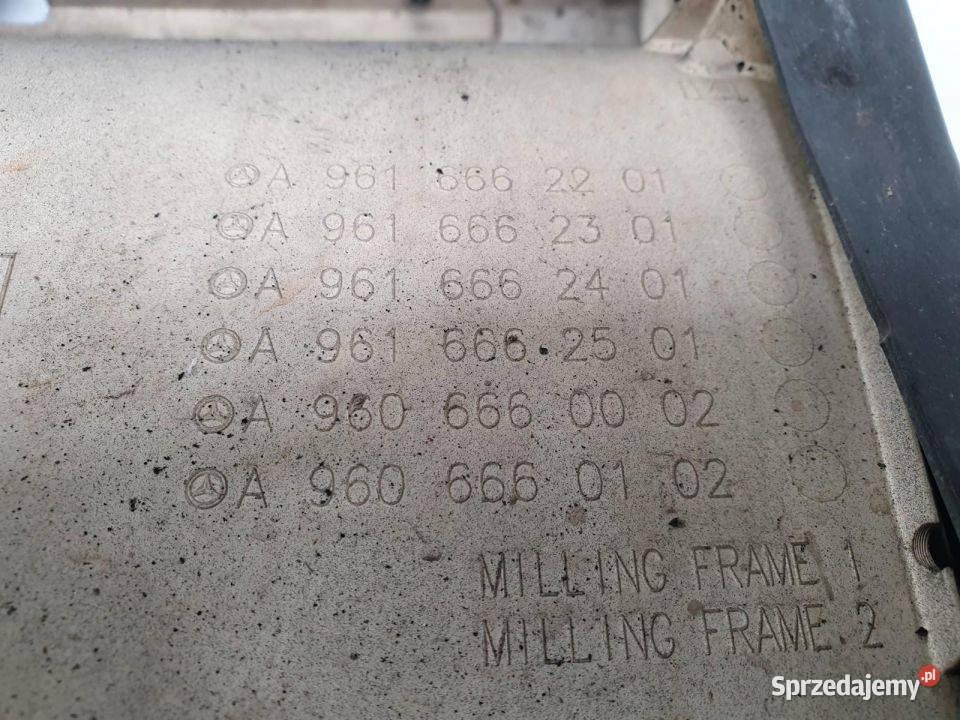 A 961 666 22 01
A 961 666 23 01
A 961 666 24 01
A 961 666 25 01
A 960 666 00 02
A 960 666 01 02
MILLING FRAME 1
MILLING FRAME 2
Sprzedajemy.pl